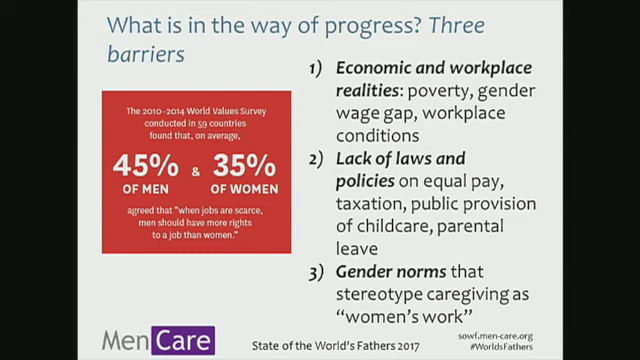 What is in the way of progress? Three
barriers
The 2010–2014 World Values Survey
conducted in 59 countries
found that, on average,
45% & 35%
OF MEN OF WOMEN
agreed that "when jobs are scarce,
men should have more rights
to a job than women."
1) Economic and workplace
realities: poverty, gender
wage gap, workplace
conditions
2) Lack of laws and
policies on equal pay,
taxation, public provision
of childcare, parental
leave
3) Gender norms that
stereotype caregiving as
"women's work"
MenCare
State of the World's Fathers 2017
sowf.men-care.org
#WorldsFathers